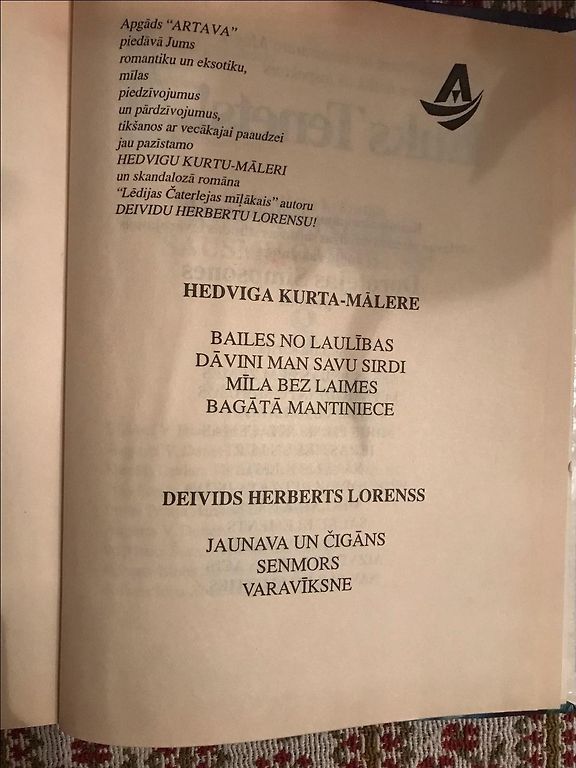 Apgāds “ARTAVA”
piedāvā Jums
romantiku un eksotiku,
mīlas
piedzīvojumus
un pārdzīvojumus,
tikšanos ar vecākajai paaudzei
jau pazīstamo
HEDVIGU KURTU-MĀLERI
un skandalozā romāna
“Lēdijas Čaterlejas mīļākais” autoru
DEIVIDU HERBERTU LORENSU!
HEDVIGA KURTA-MĀLERE
BAILES NO LAULĪBAS
DĀVINI MAN SAVU SIRDI
MĪLA BEZ LAIMES
BAGĀTĀ MANTINIECE
DEIVIDS HERBERTS LORENSS
JAUNAVA UN ČIGĀNS
SENMORS
VARAVĪKSNE